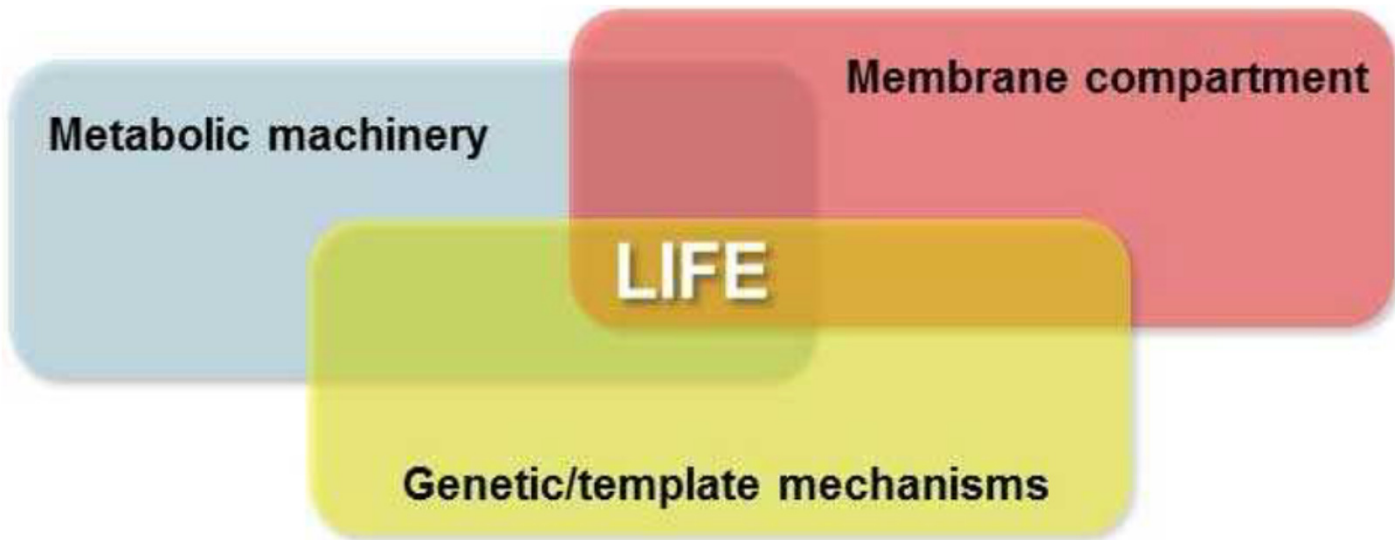 Membrane compartment
Metabolic machinery
LIFE
Genetic/template mechanisms